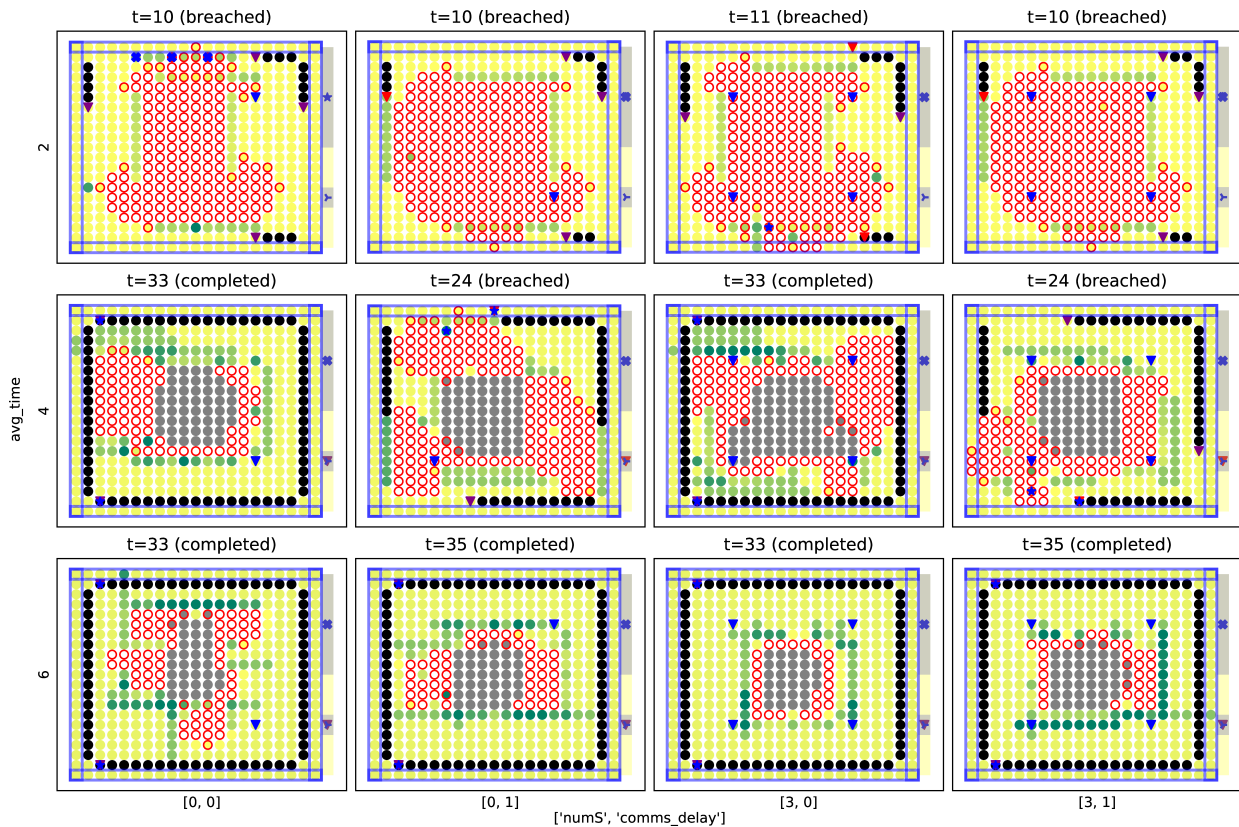 t=10 (breached) t=10 (breached) t=11 (breached) t=10 (breached)
2
t=33 (completed) t=24 (breached) t=33 (completed) t=24 (breached)
avg_time
4
t=33 (completed) t=35 (completed) t=33 (completed) t=35 (completed)
6
[0, 0] [0, 1] [3, 0] [3, 1]
['numS', 'comms_delay']